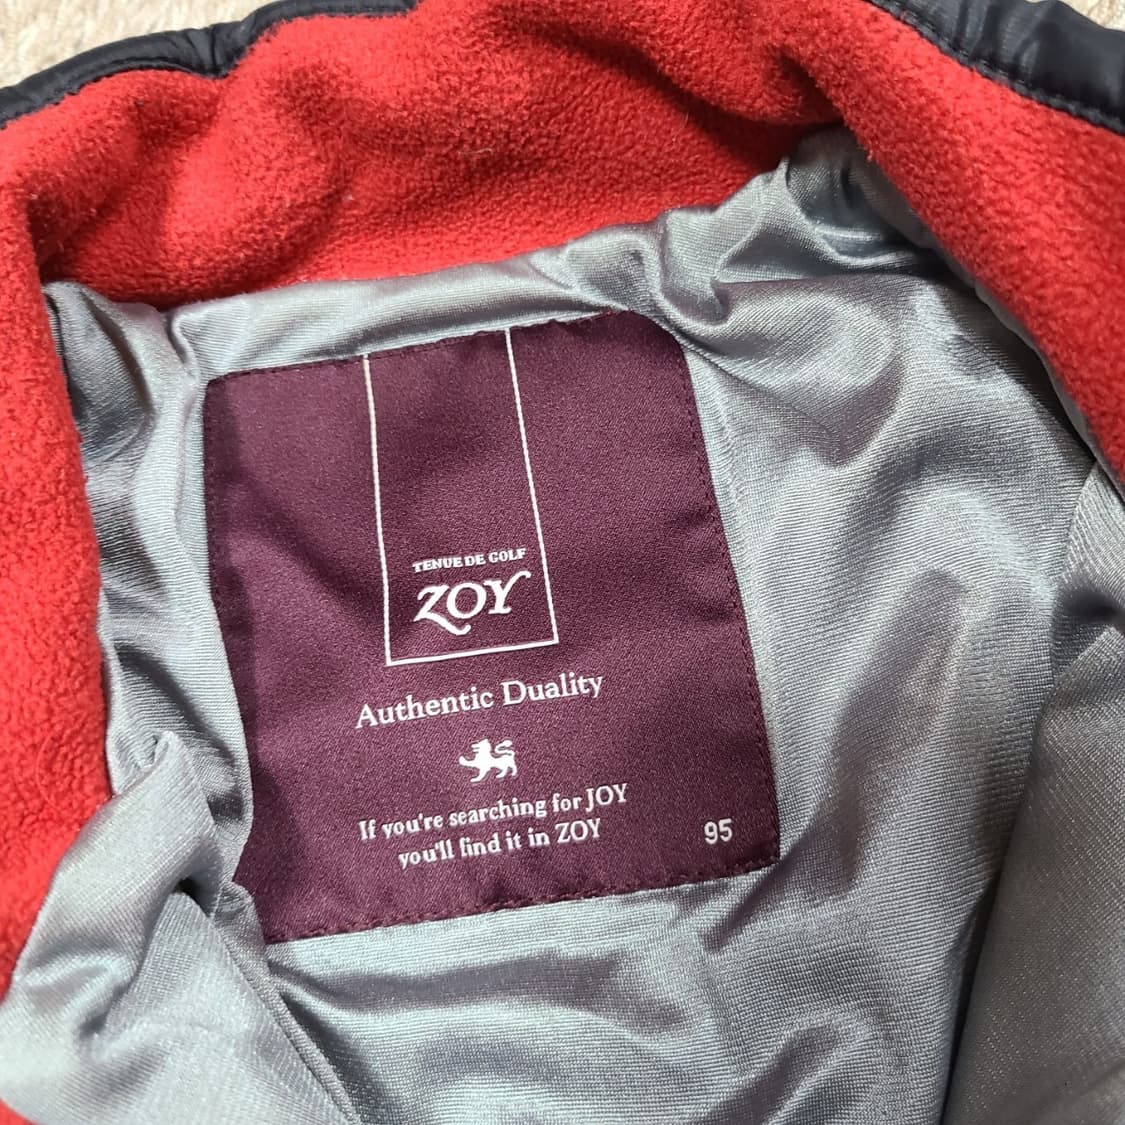 TENUE DE GOLF
ZOY
Authentic Duality
If you're searching for JOY
you'll find it in ZOY
95